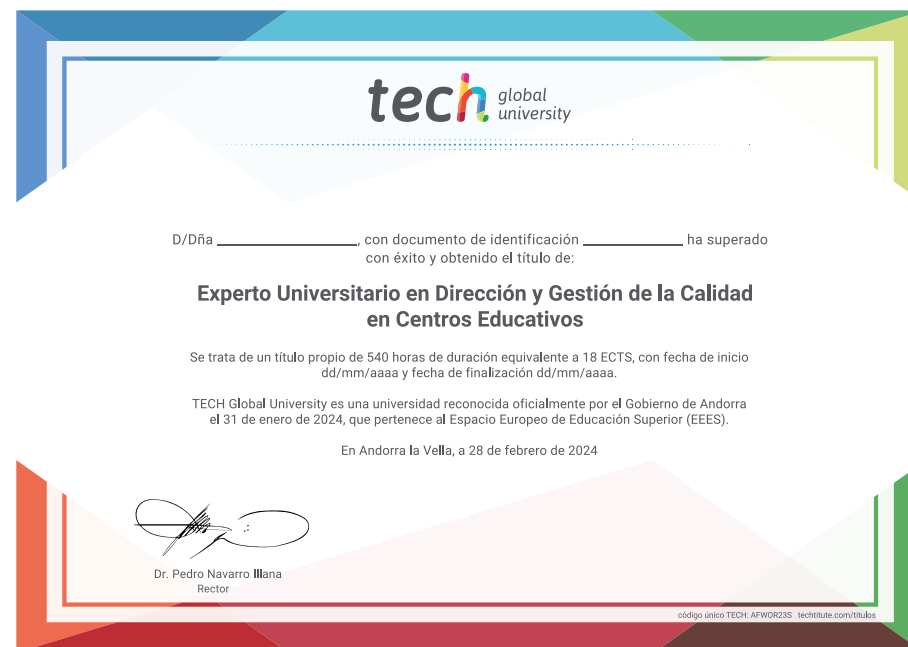 tech global university
D/Dña ____________________, con documento de identificación ______________ ha superado
con éxito y obtenido el título de:
Experto Universitario en Dirección y Gestión de la Calidad
en Centros Educativos
Se trata de un título propio de 540 horas de duración equivalente a 18 ECTS, con fecha de inicio
dd/mm/aaaa y fecha de finalización dd/mm/aaaa.
TECH Global University es una universidad reconocida oficialmente por el Gobierno de Andorra
el 31 de enero de 2024, que pertenece al Espacio Europeo de Educación Superior (EEES).
En Andorra la Vella, a 28 de febrero de 2024
Dr. Pedro Navarro Illana
Rector
código único TECH: AFWOR23S techtitute.com/titulos